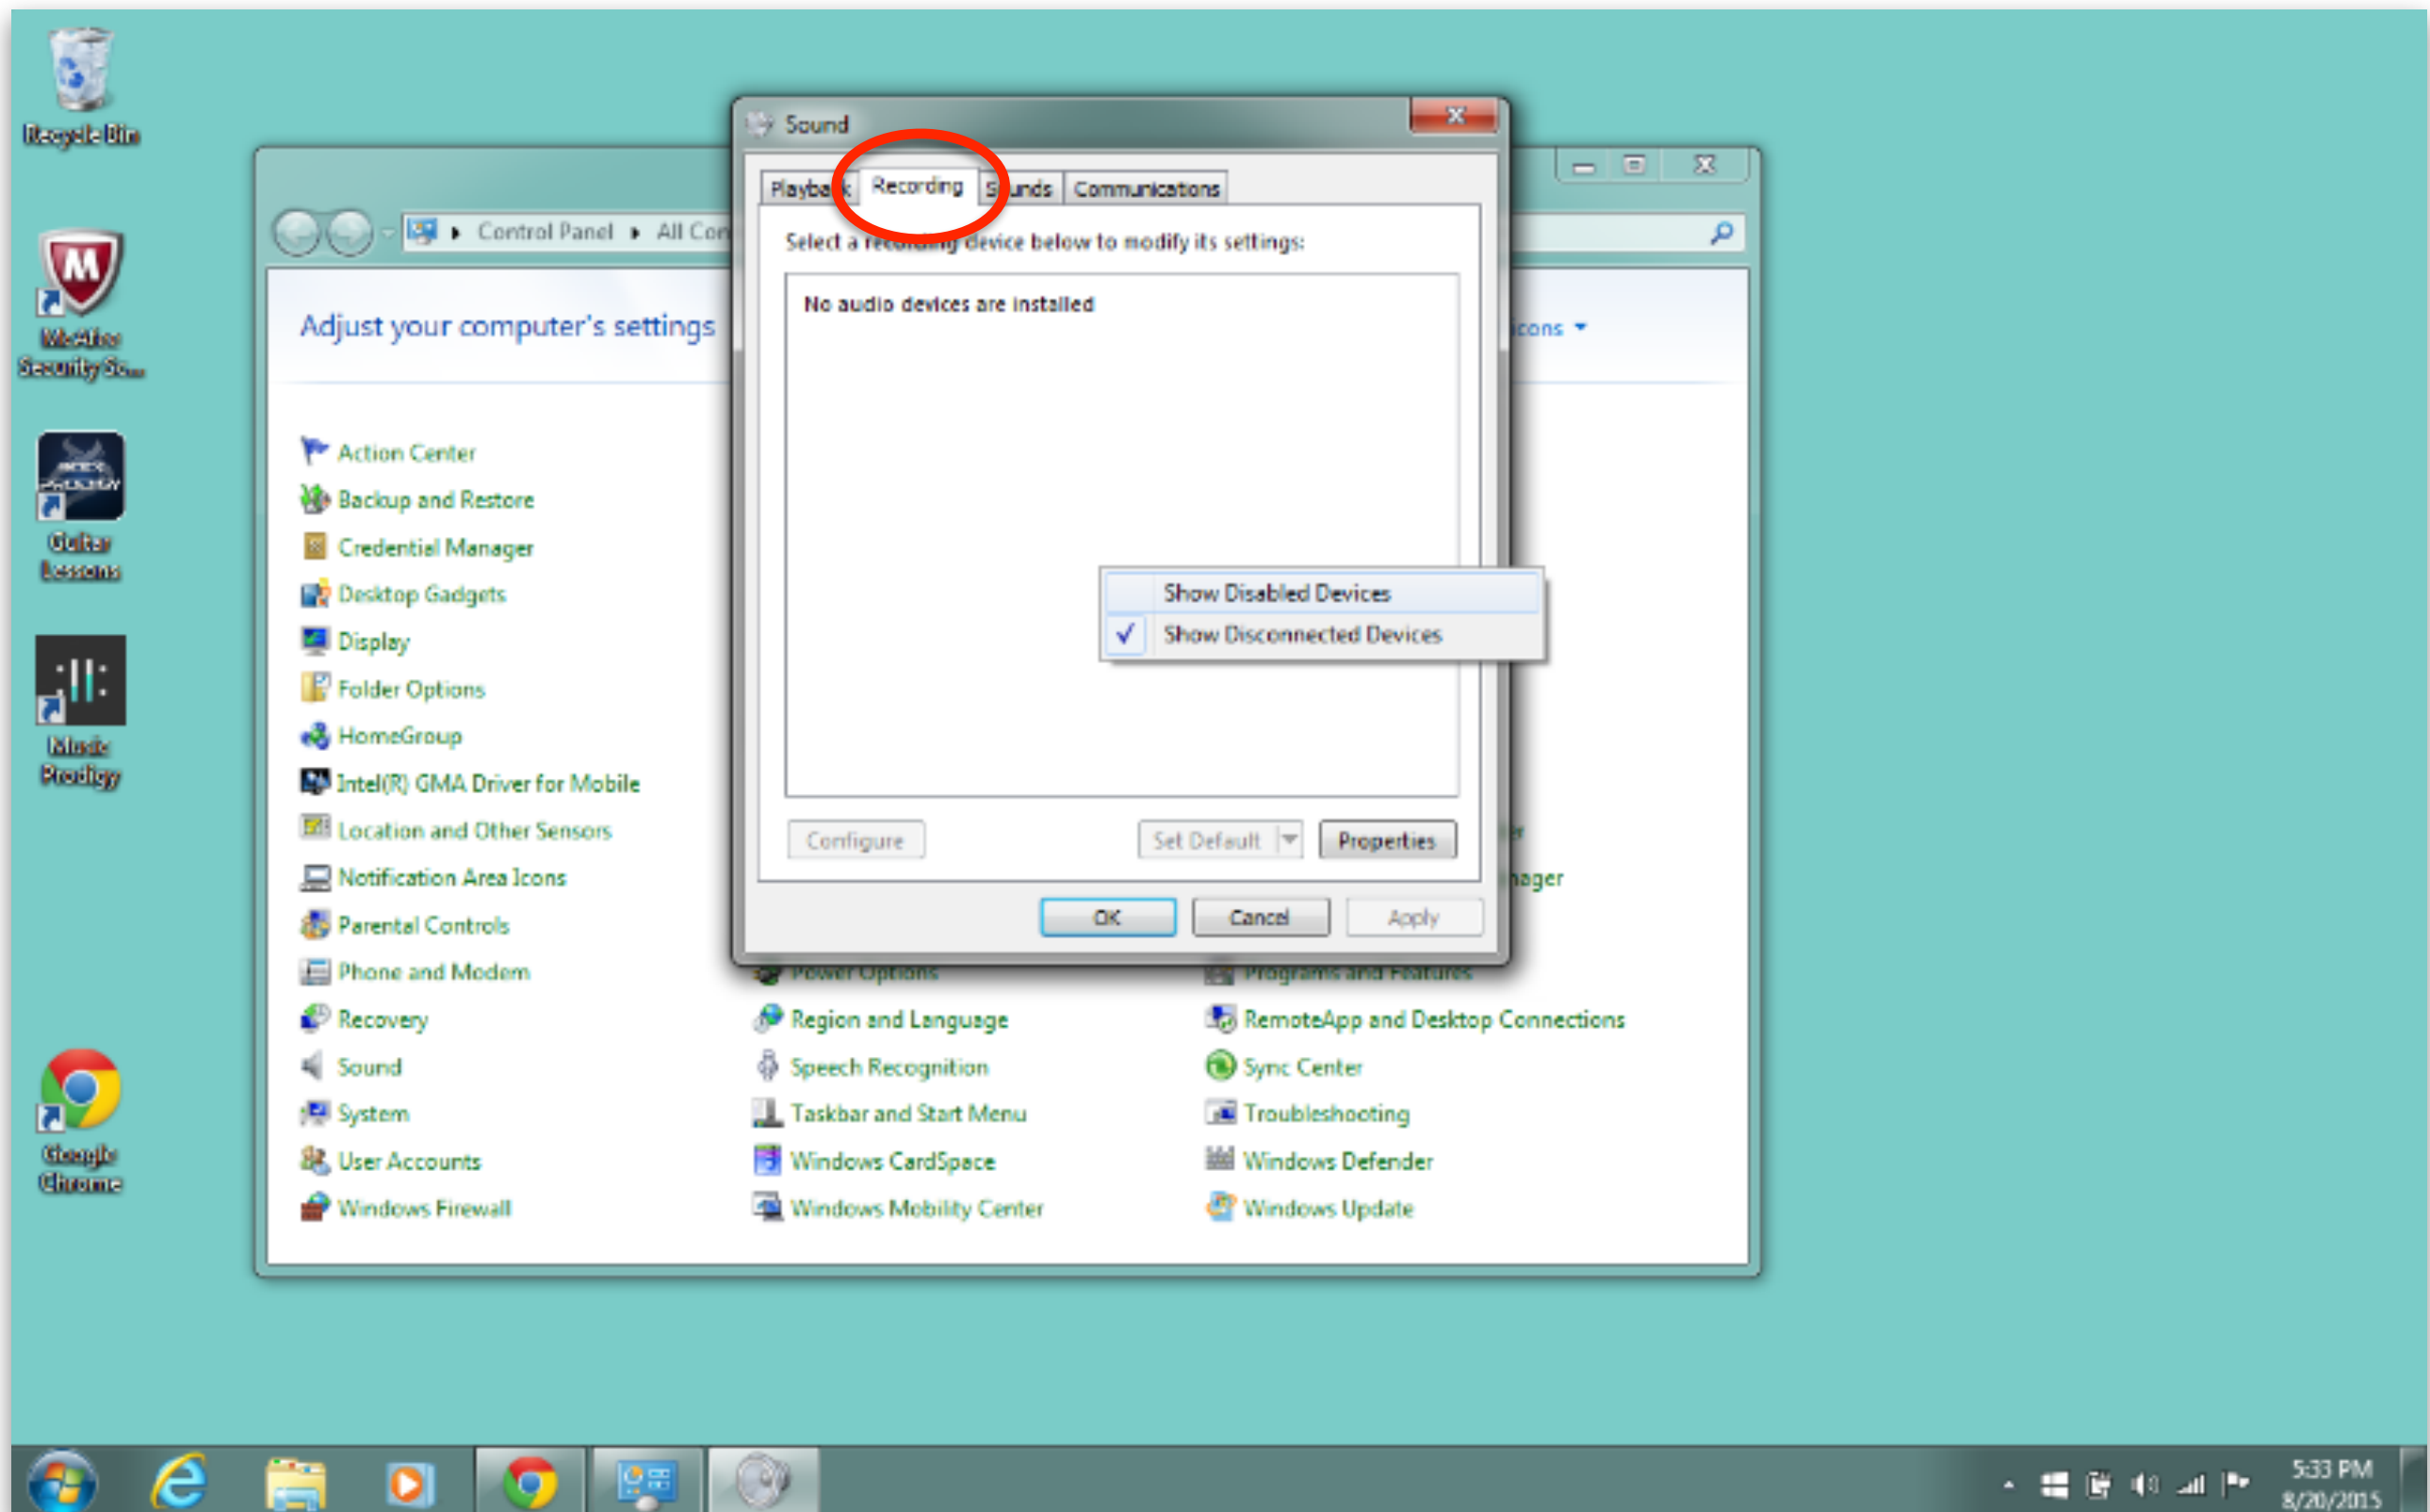 Recycle Bin
McAfee
Security Sc...
Guitar
Lessons
Music
Prodigy
Google
Chrome
Control Panel ▸ All Con
Adjust your computer's settings
icons
Action Center
Backup and Restore
Credential Manager
Desktop Gadgets
Display
Folder Options
HomeGroup
Intel(R) GMA Driver for Mobile
Location and Other Sensors
Notification Area Icons
Parental Controls
Phone and Modem
Recovery
Sound
System
User Accounts
Windows Firewall
Power Options
Region and Language
Speech Recognition
Taskbar and Start Menu
Windows CardSpace
Windows Mobility Center
er
nager
Programs and Features
RemoteApp and Desktop Connections
Sync Center
Troubleshooting
Windows Defender
Windows Update
Sound
Playback Recording Sounds Communications
Select a recording device below to modify its settings:
No audio devices are installed
Show Disabled Devices
Show Disconnected Devices
Configure Set Default Properties
OK Cancel Apply
5:33 PM
8/20/2015